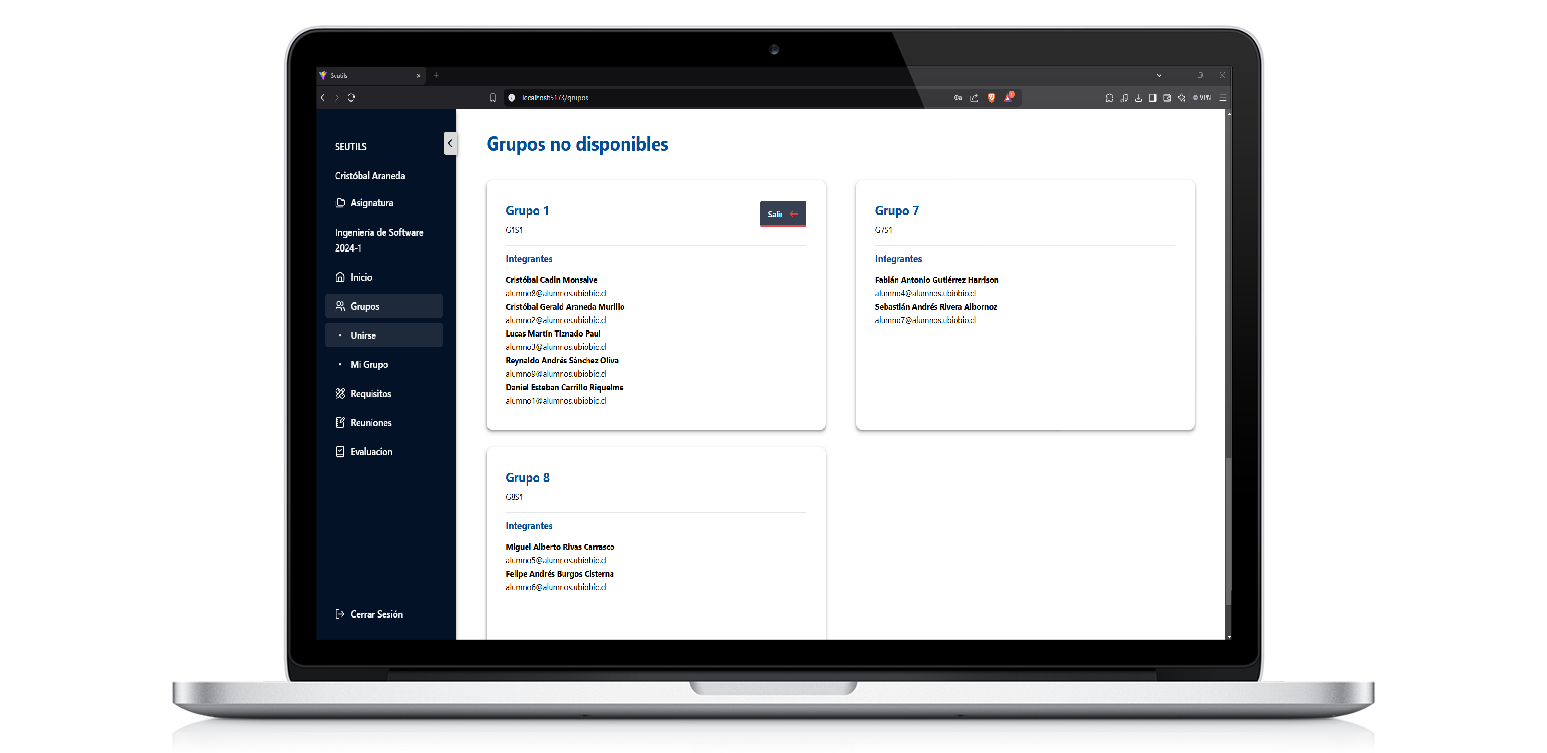 Seutils
localhost:5173/grupos
VPN
SEUTILS
Cristóbal Araneda
Asignatura
Ingeniería de Software
2024-1
Inicio
Grupos
Unirse
Mi Grupo
Requisitos
Reuniones
Evaluacion
Cerrar Sesión
Grupos no disponibles
Grupo 1
G1S1
Salir
Integrantes
Cristóbal Cadin Monsalve
alumno8@alumnos.ubiobio.cl
Cristóbal Gerald Araneda Murillo
alumno2@alumnos.ubiobio.cl
Lucas Martín Tiznado Paul
alumno3@alumnos.ubiobio.cl
Reynaldo Andrés Sánchez Oliva
alumno9@alumnos.ubiobio.cl
Daniel Esteban Carrillo Riquelme
alumno1@alumnos.ubiobio.cl
Grupo 7
G7S1
Integrantes
Fabián Antonio Gutiérrez Harrison
alumno4@alumnos.ubiobio.cl
Sebastián Andrés Rivera Albornoz
alumno7@alumnos.ubiobio.cl
Grupo 8
G8S1
Integrantes
Miguel Alberto Rivas Carrasco
alumno5@alumnos.ubiobio.cl
Felipe Andrés Burgos Cisterna
alumno6@alumnos.ubiobio.cl